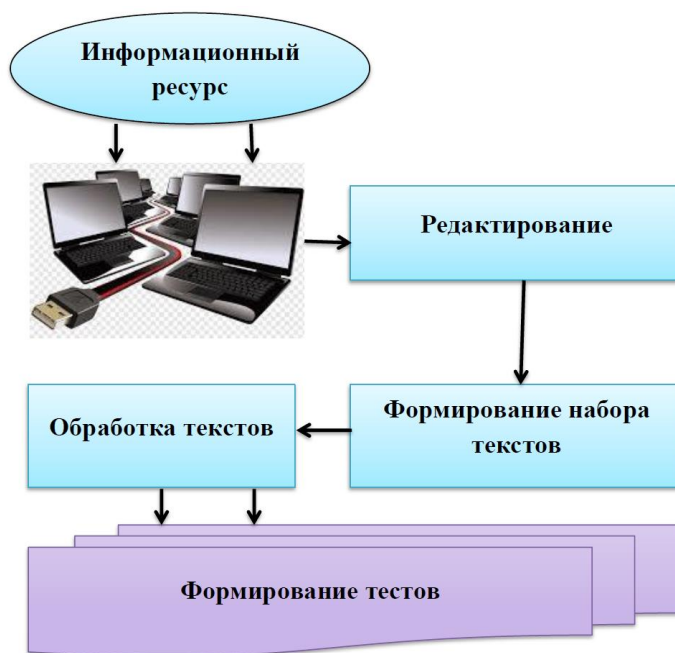 Информационный
ресурс
Редактирование
Формирование набора
текстов
Обработка текстов
Формирование тестов